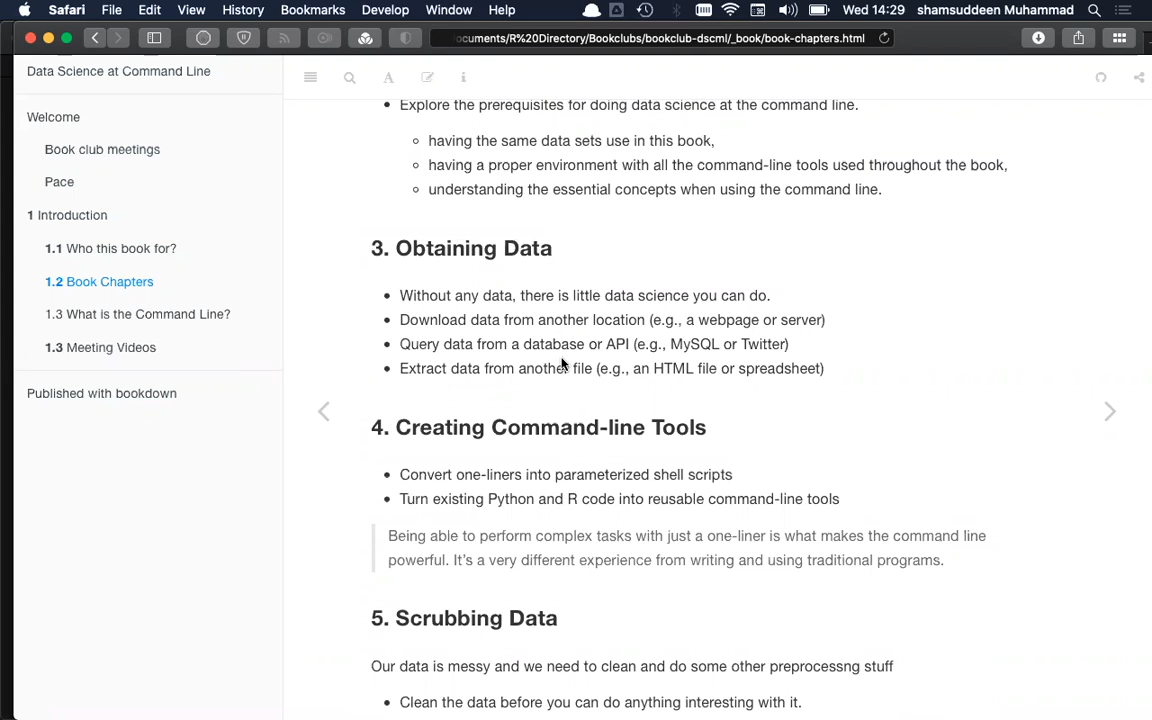 Safari File Edit View History Bookmarks Develop Window Help Wed 14:29 shamsuddeen Muhammad
ocuments/R%20Directory/Bookclubs/bookclub-dscml/_book/book-chapters.html
Data Science at Command Line
Welcome
Book club meetings
Pace
1 Introduction
1.1 Who this book for?
1.2 Book Chapters
1.3 What is the Command Line?
1.3 Meeting Videos
Published with bookdown
A
Explore the prerequisites for doing data science at the command line.
having the same data sets use in this book,
having a proper environment with all the command-line tools used throughout the book,
understanding the essential concepts when using the command line.
3. Obtaining Data
Without any data, there is little data science you can do.
Download data from another location (e.g., a webpage or server)
Query data from a database or API (e.g., MySQL or Twitter)
Extract data from another file (e.g., an HTML file or spreadsheet)
4. Creating Command-line Tools
Convert one-liners into parameterized shell scripts
Turn existing Python and R code into reusable command-line tools
Being able to perform complex tasks with just a one-liner is what makes the command line
powerful. It's a very different experience from writing and using traditional programs.
5. Scrubbing Data
Our data is messy and we need to clean and do some other preprocessng stuff
Clean the data before you can do anything interesting with it.